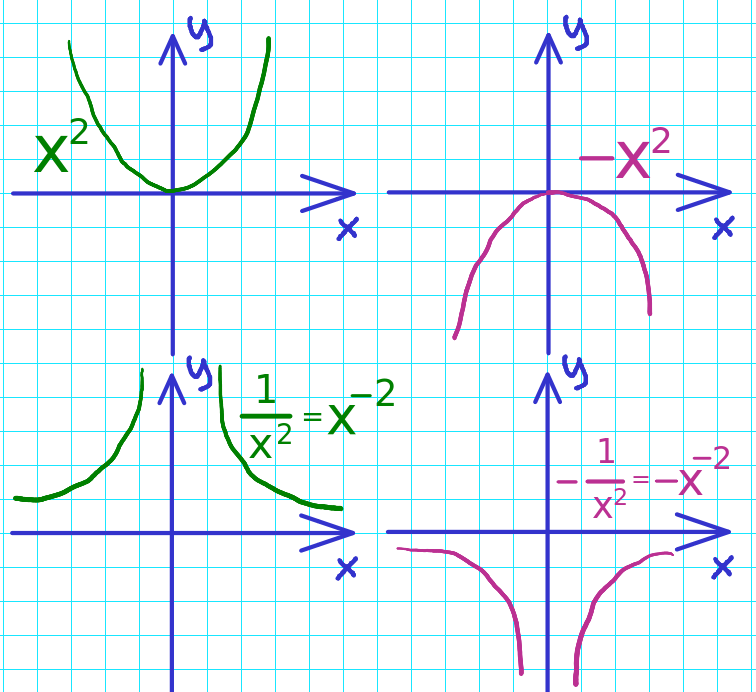 y
x²
x
y
−x²
x
y
1/x² = x⁻²
x
y
− 1/x² = −x⁻²
x